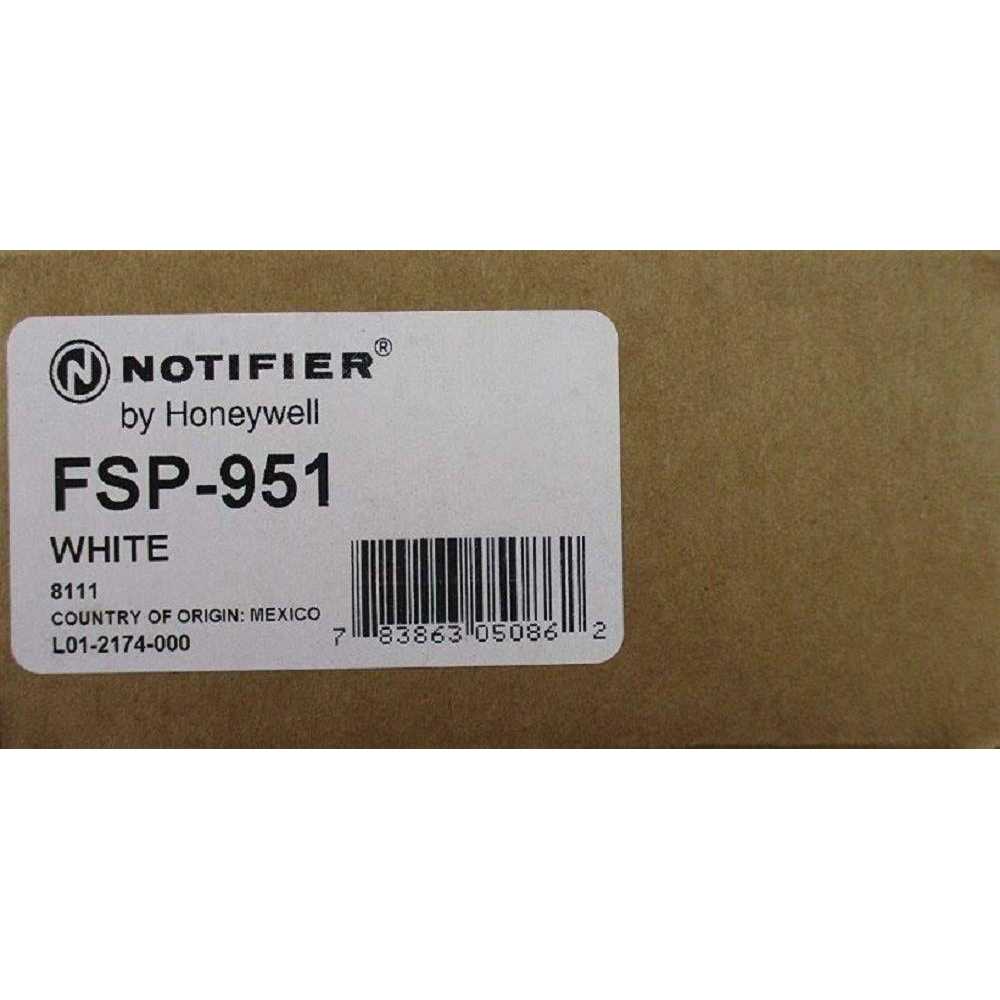 N NOTIFIER®
by Honeywell
FSP-951
WHITE
8111
COUNTRY OF ORIGIN: MEXICO
L01-2174-000
7 83863 05086 2